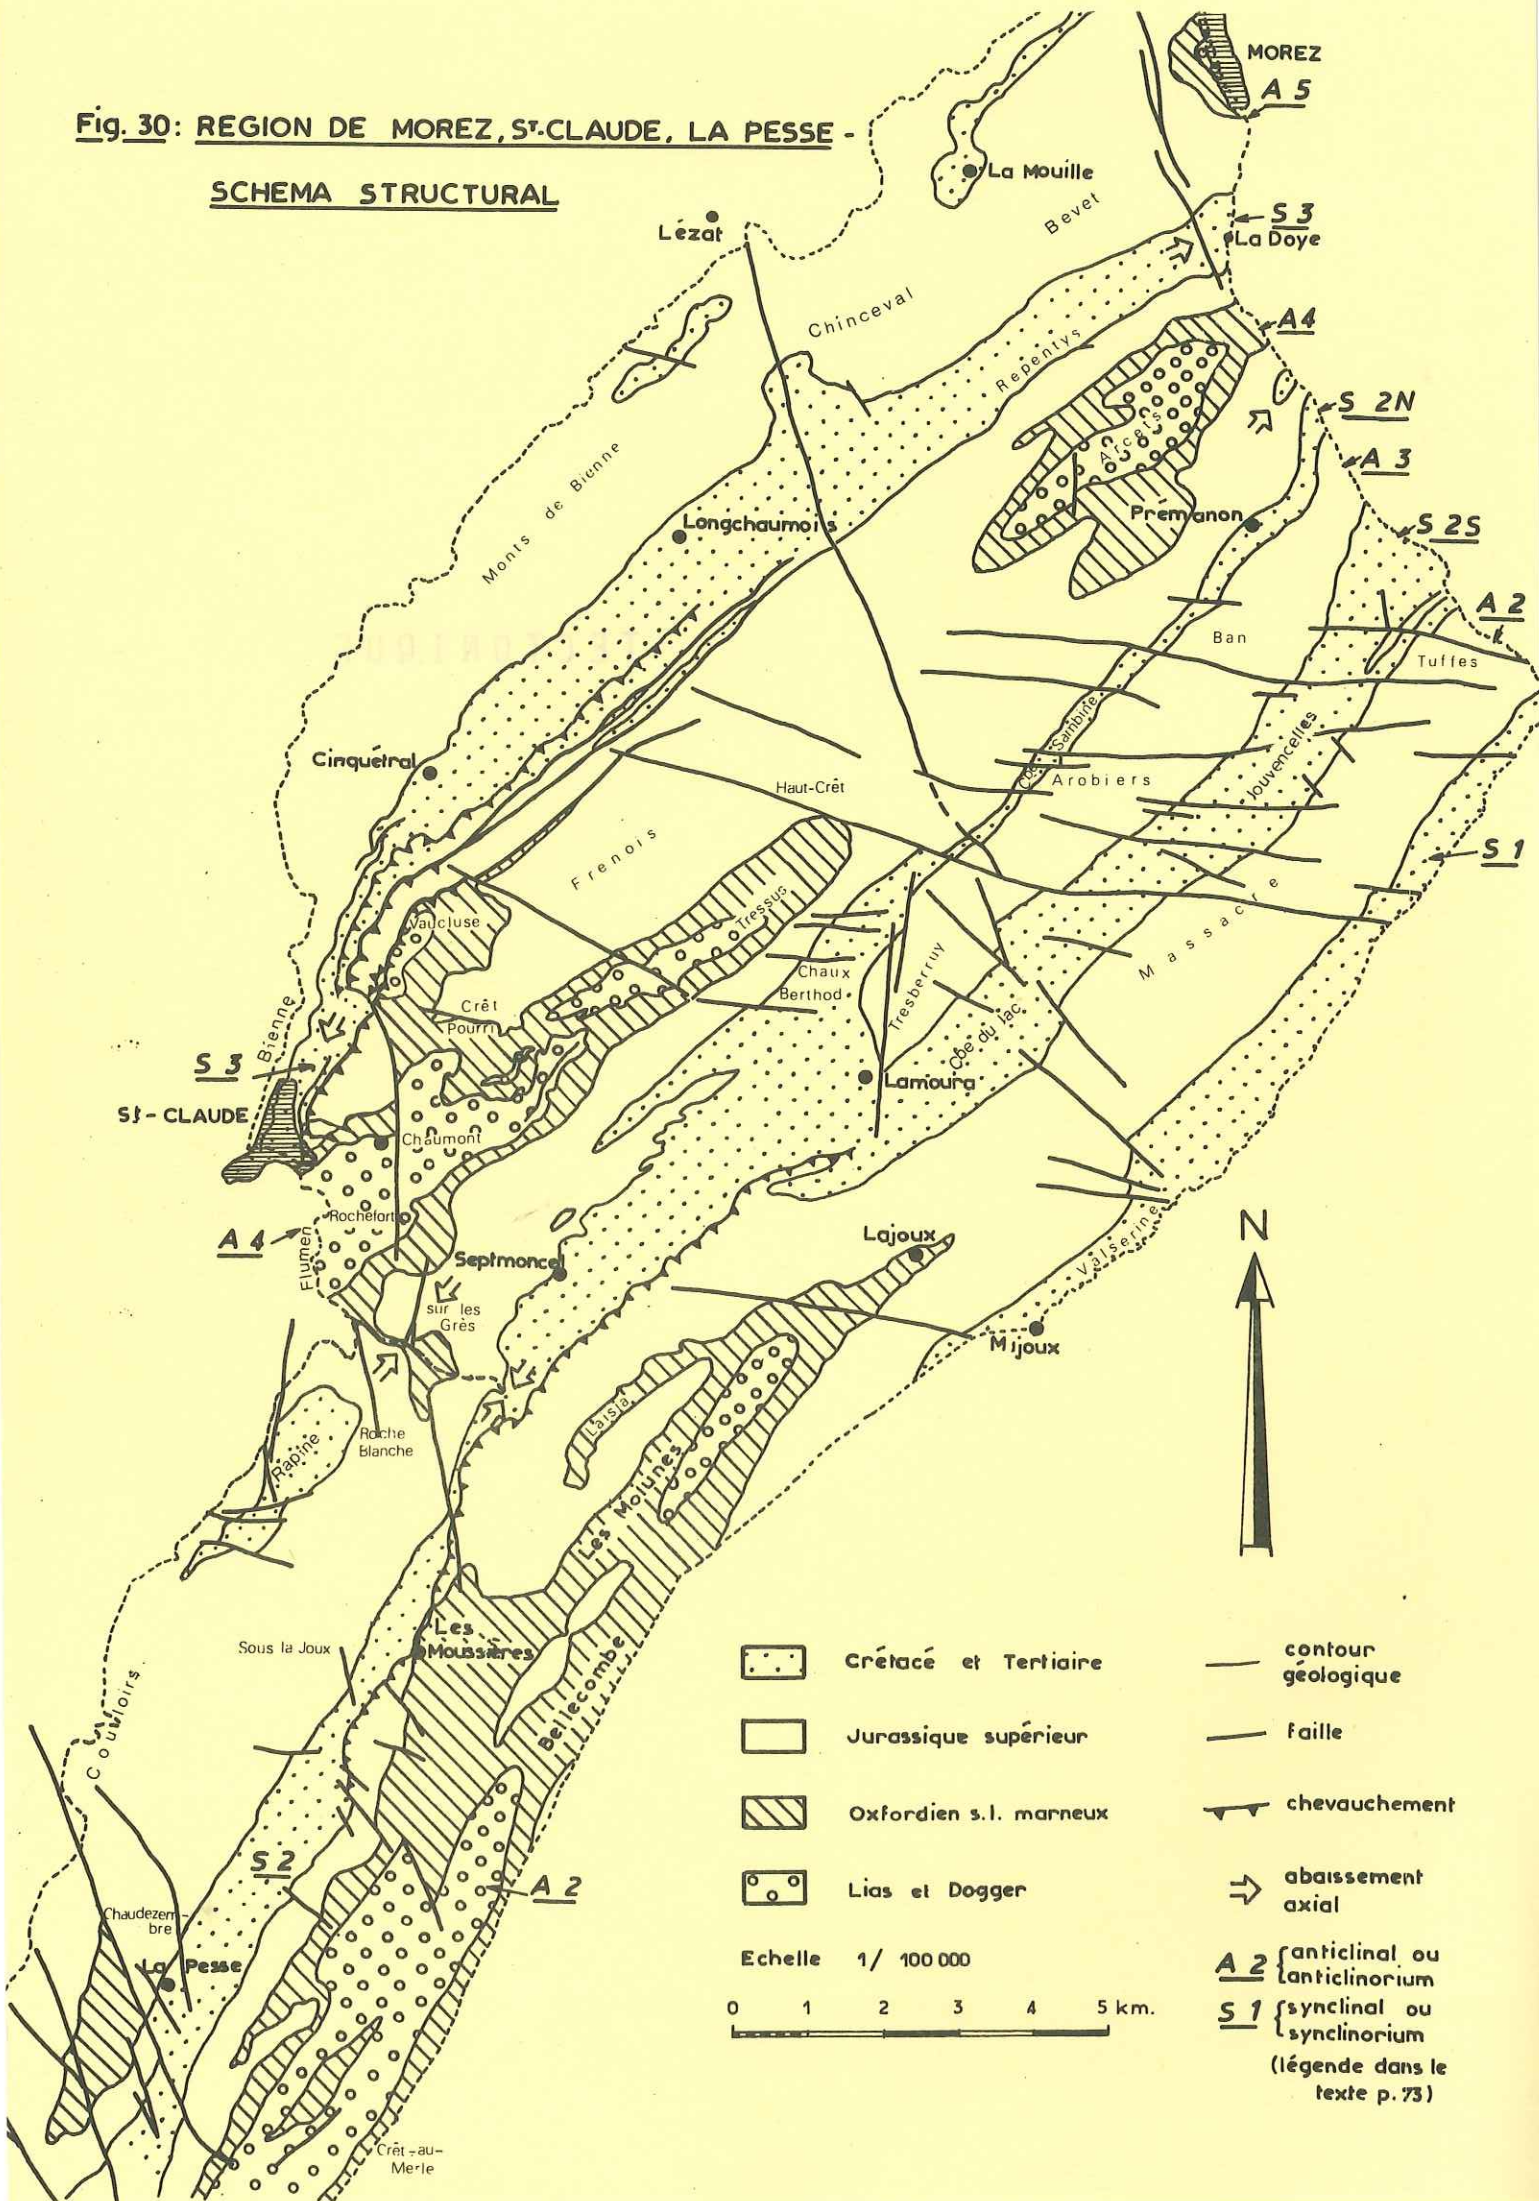 Fig. 30: REGION DE MOREZ, ST-CLAUDE, LA PESSE -
SCHEMA STRUCTURAL
MOREZ
A 5
La Mouille
Bevet
Lézat
S 3
La Doye
Chinceval
A4
Repentys
S 2N
Arcets
A 3
Monts de Bienne
Longchaumois
Prémanon
S 2S
A 2
Ban
Tuffes
Cinquétral
Combe Sambine
Jouvencelles
Haut-Crêt
Arobiers
S 1
Frenois
Massacre
Vaucluse
Tressus
Chaux
Berthod
Tresberruy
Crêt
Pourri
Bienne
Cbe du lac
S 3
Lamoura
St-CLAUDE
Chaumont
Rochefort
A 4
Flumen
Valserine
N
Lajoux
Septmoncel
sur les
Grès
Mijoux
Laisia
Roche
Blanche
Rapine
Les Molunes
Les
Moussières
Sous la Joux
Bellecombe
Couloirs
S 2
A 2
Chaudezem-
bre
La Pesse
Crêt-au-
Merle
Crétacé et Tertiaire
Jurassique supérieur
Oxfordien s.l. marneux
Lias et Dogger
Echelle 1/ 100 000
0 1 2 3 4 5 km.
contour
géologique
faille
chevauchement
abaissement
axial
A 2 { anticlinal ou
anticlinorium
S 1 { synclinal ou
synclinorium
(légende dans le
texte p. 73)